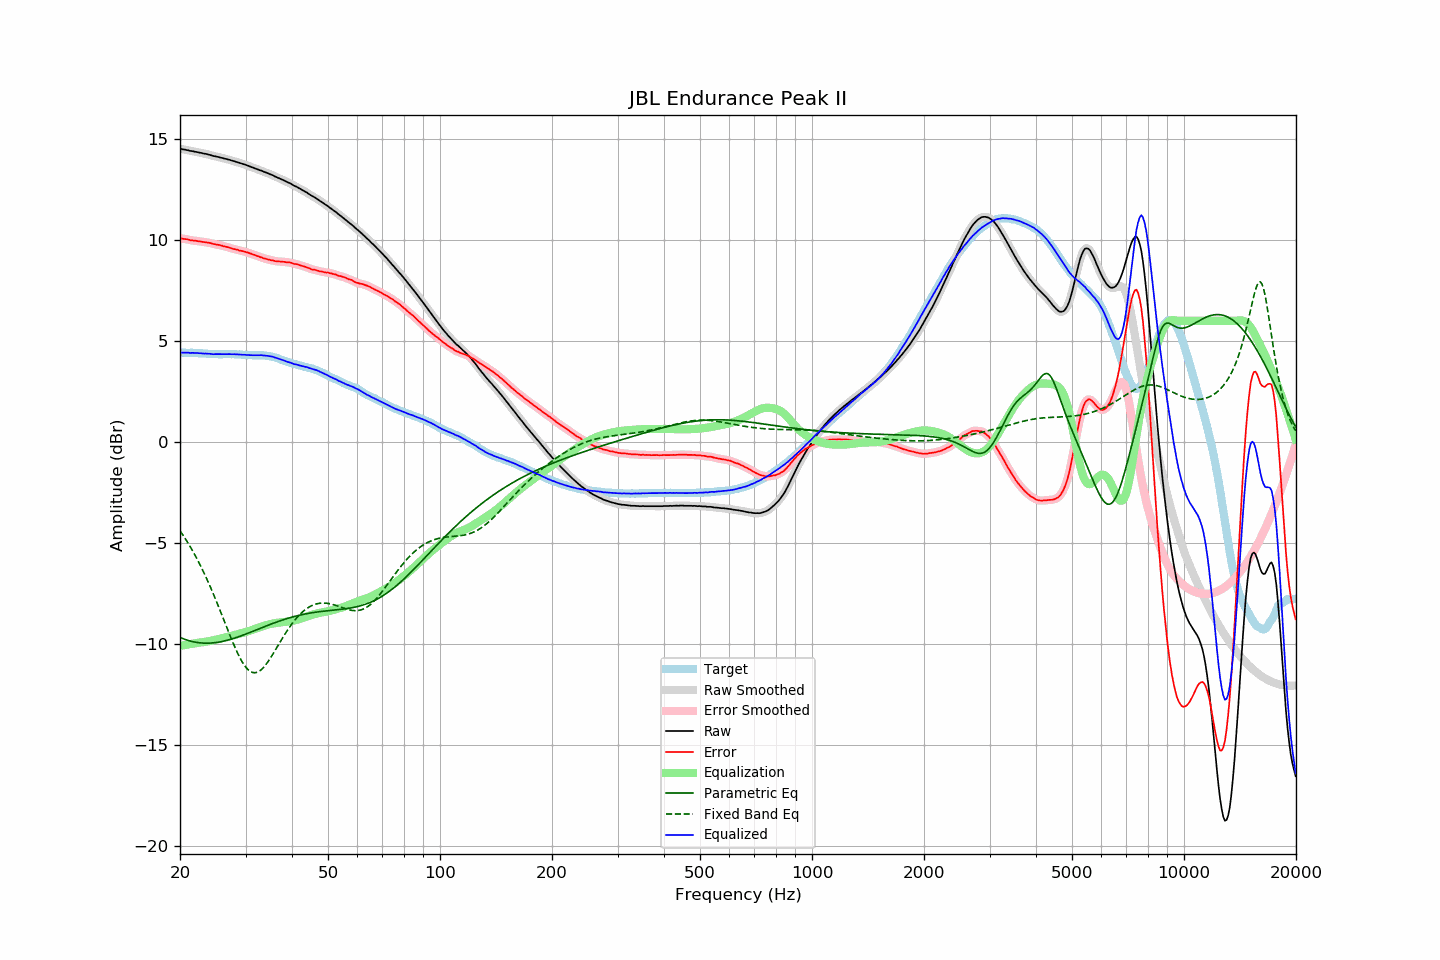 JBL Endurance Peak II
Amplitude (dBr)
15
10
5
0
−5
−10
−15
−20
Target
Raw Smoothed
Error Smoothed
Raw
Error
Equalization
Parametric Eq
Fixed Band Eq
Equalized
20 50 100 200 500 1000 2000 5000 10000 20000
Frequency (Hz)